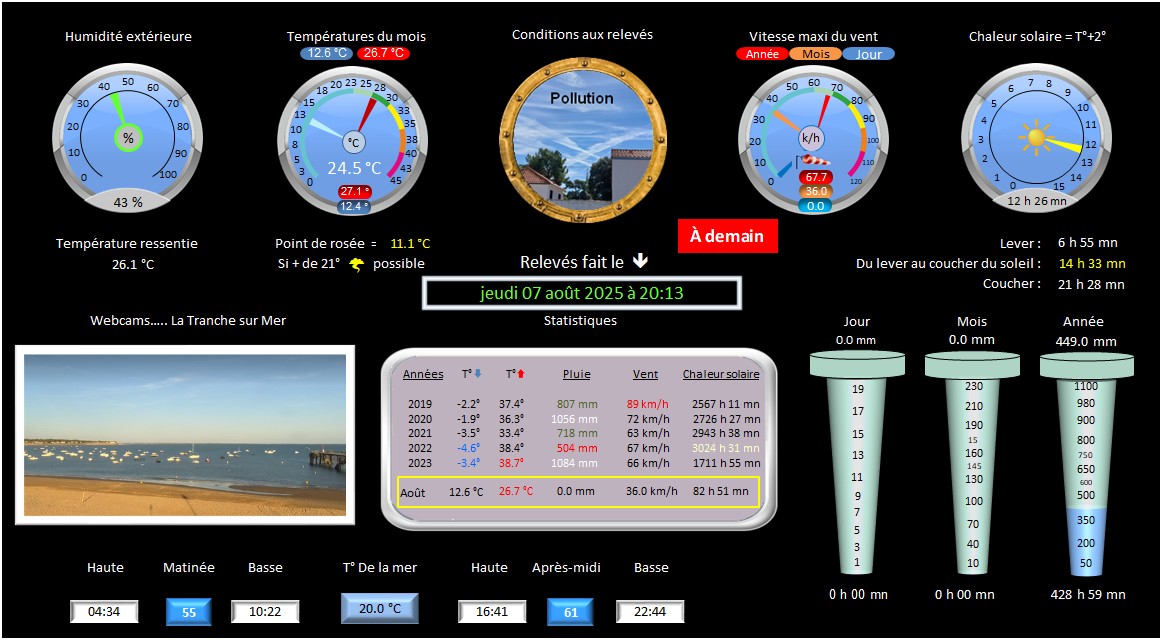 Humidité extérieure
Températures du mois
Conditions aux relevés
Vitesse maxi du vent
Chaleur solaire = T°+2°
12.6 °C 26.7 °C
Année Mois Jour
0 10 20 30 40 50 60 70 80 90 100
%
43 %
0 3 5 8 10 13 15 18 20 23 25 28 30 33 35 38 40 43 45
°C
24.5 °C
27.1 °
12.4 °
Pollution
0 10 20 30 40 50 60 70 80 90 100 110 120
k/h
67.7
36.0
0.0
0 1 2 3 4 5 6 7 8 9 10 11 12 13 14 15
12 h 26 mn
Température ressentie
26.1 °C
Point de rosée = 11.1 °C
Si + de 21° possible
À demain
Relevés fait le
jeudi 07 août 2025 à 20:13
Lever : 6 h 55 mn
Du lever au coucher du soleil : 14 h 33 mn
Coucher : 21 h 28 mn
Webcams..... La Tranche sur Mer
Statistiques
Années T° T° Pluie Vent Chaleur solaire
2019 -2.2° 37.4° 807 mm 89 km/h 2567 h 11 mn
2020 -1.9° 36.3° 1056 mm 72 km/h 2726 h 27 mn
2021 -3.5° 33.4° 718 mm 63 km/h 2943 h 38 mn
2022 -4.6° 38.4° 504 mm 67 km/h 3024 h 31 mn
2023 -3.4° 38.7° 1084 mm 66 km/h 1711 h 55 mn
Août 12.6 °C 26.7 °C 0.0 mm 36.0 km/h 82 h 51 mn
Jour
0.0 mm
19
17
15
13
11
9
7
5
3
1
0 h 00 mn
Mois
0.0 mm
230
210
190
15
160
145
130
100
70
40
10
0 h 00 mn
Année
449.0 mm
1100
980
900
800
750
650
600
500
350
200
50
428 h 59 mn
Haute Matinée Basse
04:34 55 10:22
T° De la mer
20.0 °C
Haute Après-midi Basse
16:41 61 22:44